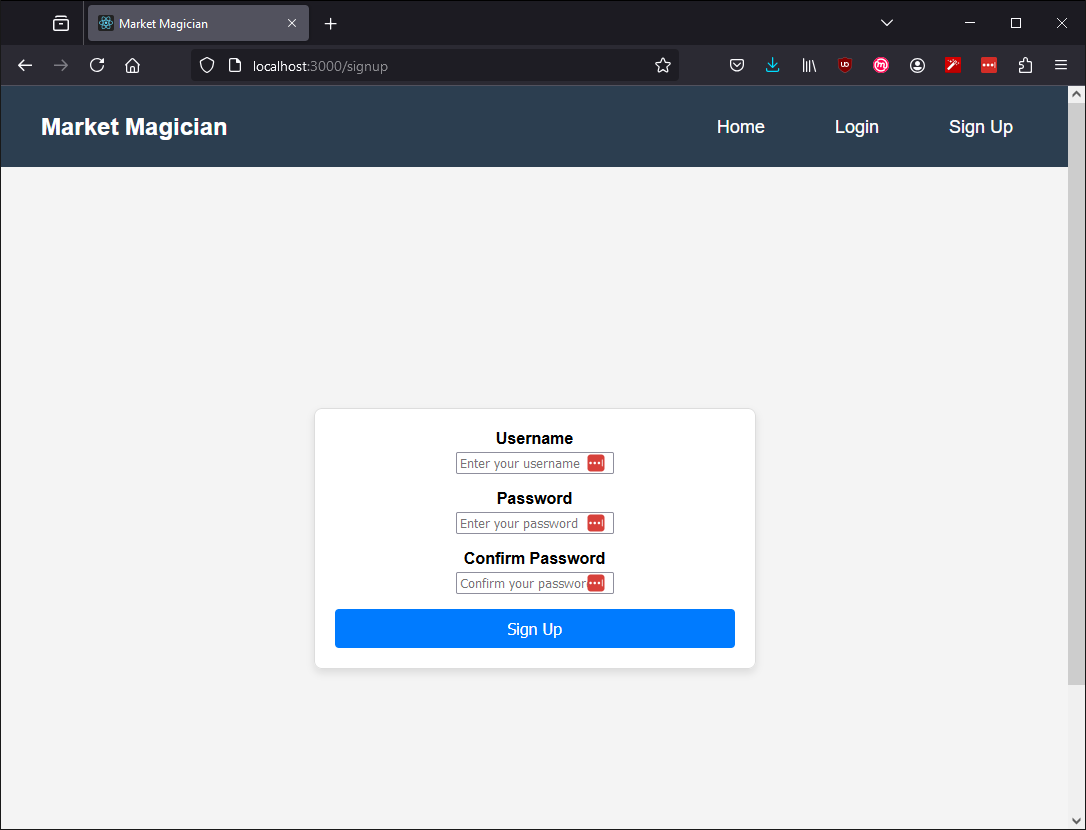 Market Magician
localhost:3000/signup
Market Magician
Home
Login
Sign Up
Username
Enter your username
Password
Enter your password
Confirm Password
Confirm your passwor
Sign Up